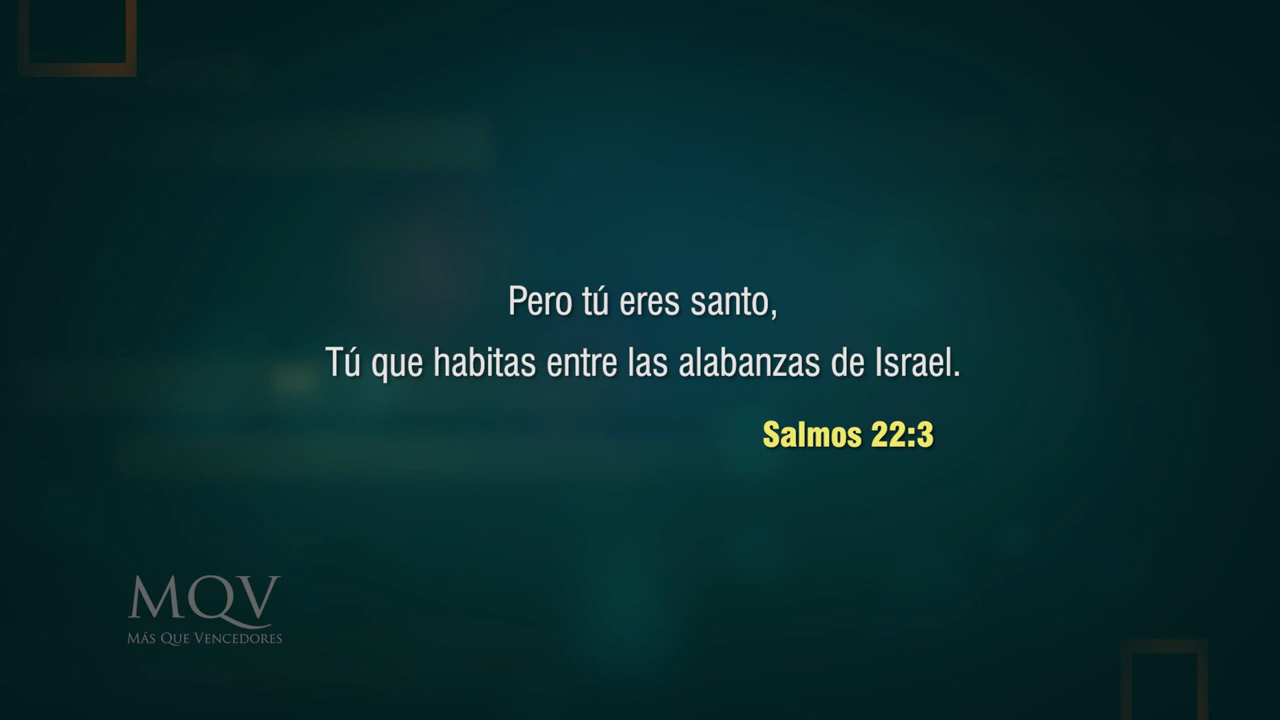 Pero tú eres santo,
Tú que habitas entre las alabanzas de Israel.
Salmos 22:3
MQV
MÁS QUE VENCEDORES